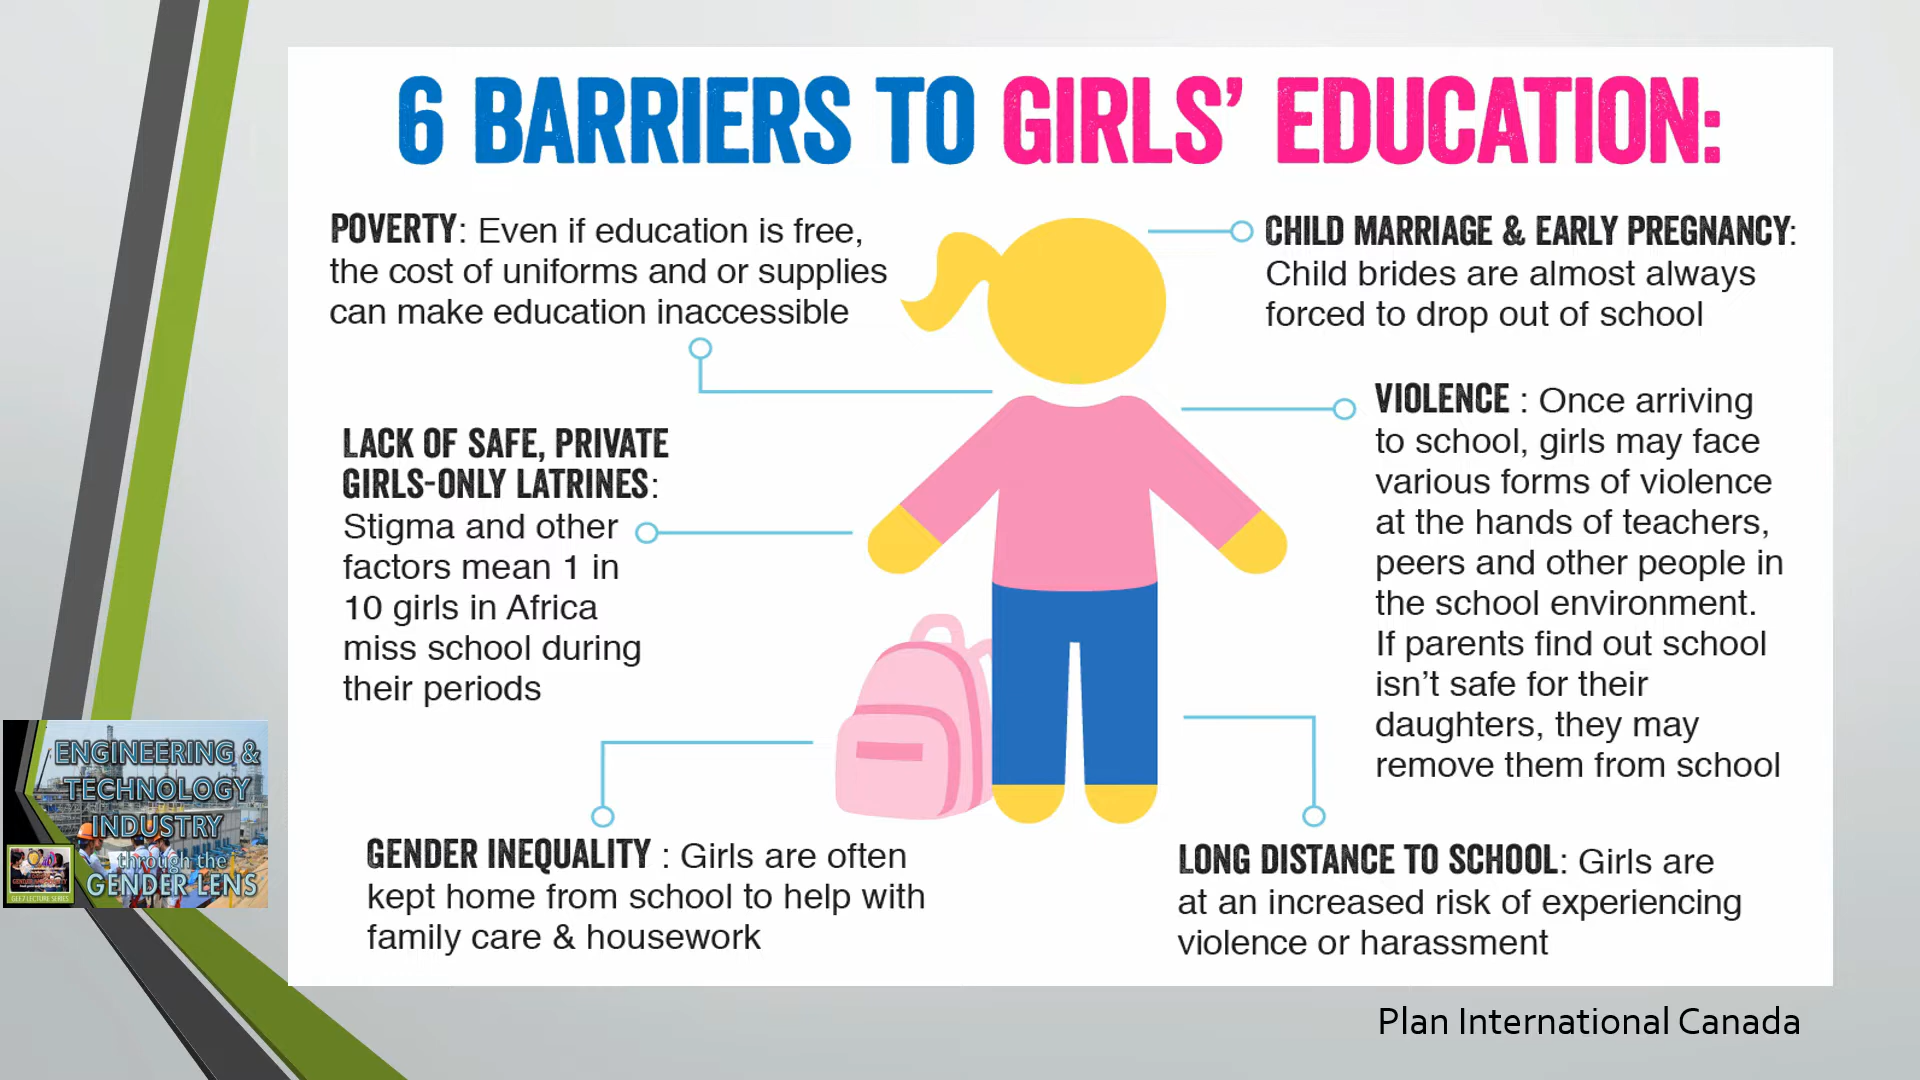 6 BARRIERS TO GIRLS’ EDUCATION:
POVERTY: Even if education is free,
the cost of uniforms and or supplies
can make education inaccessible
CHILD MARRIAGE & EARLY PREGNANCY:
Child brides are almost always
forced to drop out of school
LACK OF SAFE, PRIVATE
GIRLS-ONLY LATRINES:
Stigma and other
factors mean 1 in
10 girls in Africa
miss school during
their periods
VIOLENCE : Once arriving
to school, girls may face
various forms of violence
at the hands of teachers,
peers and other people in
the school environment.
If parents find out school
isn’t safe for their
daughters, they may
remove them from school
GENDER INEQUALITY : Girls are often
kept home from school to help with
family care & housework
LONG DISTANCE TO SCHOOL: Girls are
at an increased risk of experiencing
violence or harassment
ENGINEERING &
TECHNOLOGY
INDUSTRY
through the
GENDER LENS
LECTURE SERIES
Plan International Canada